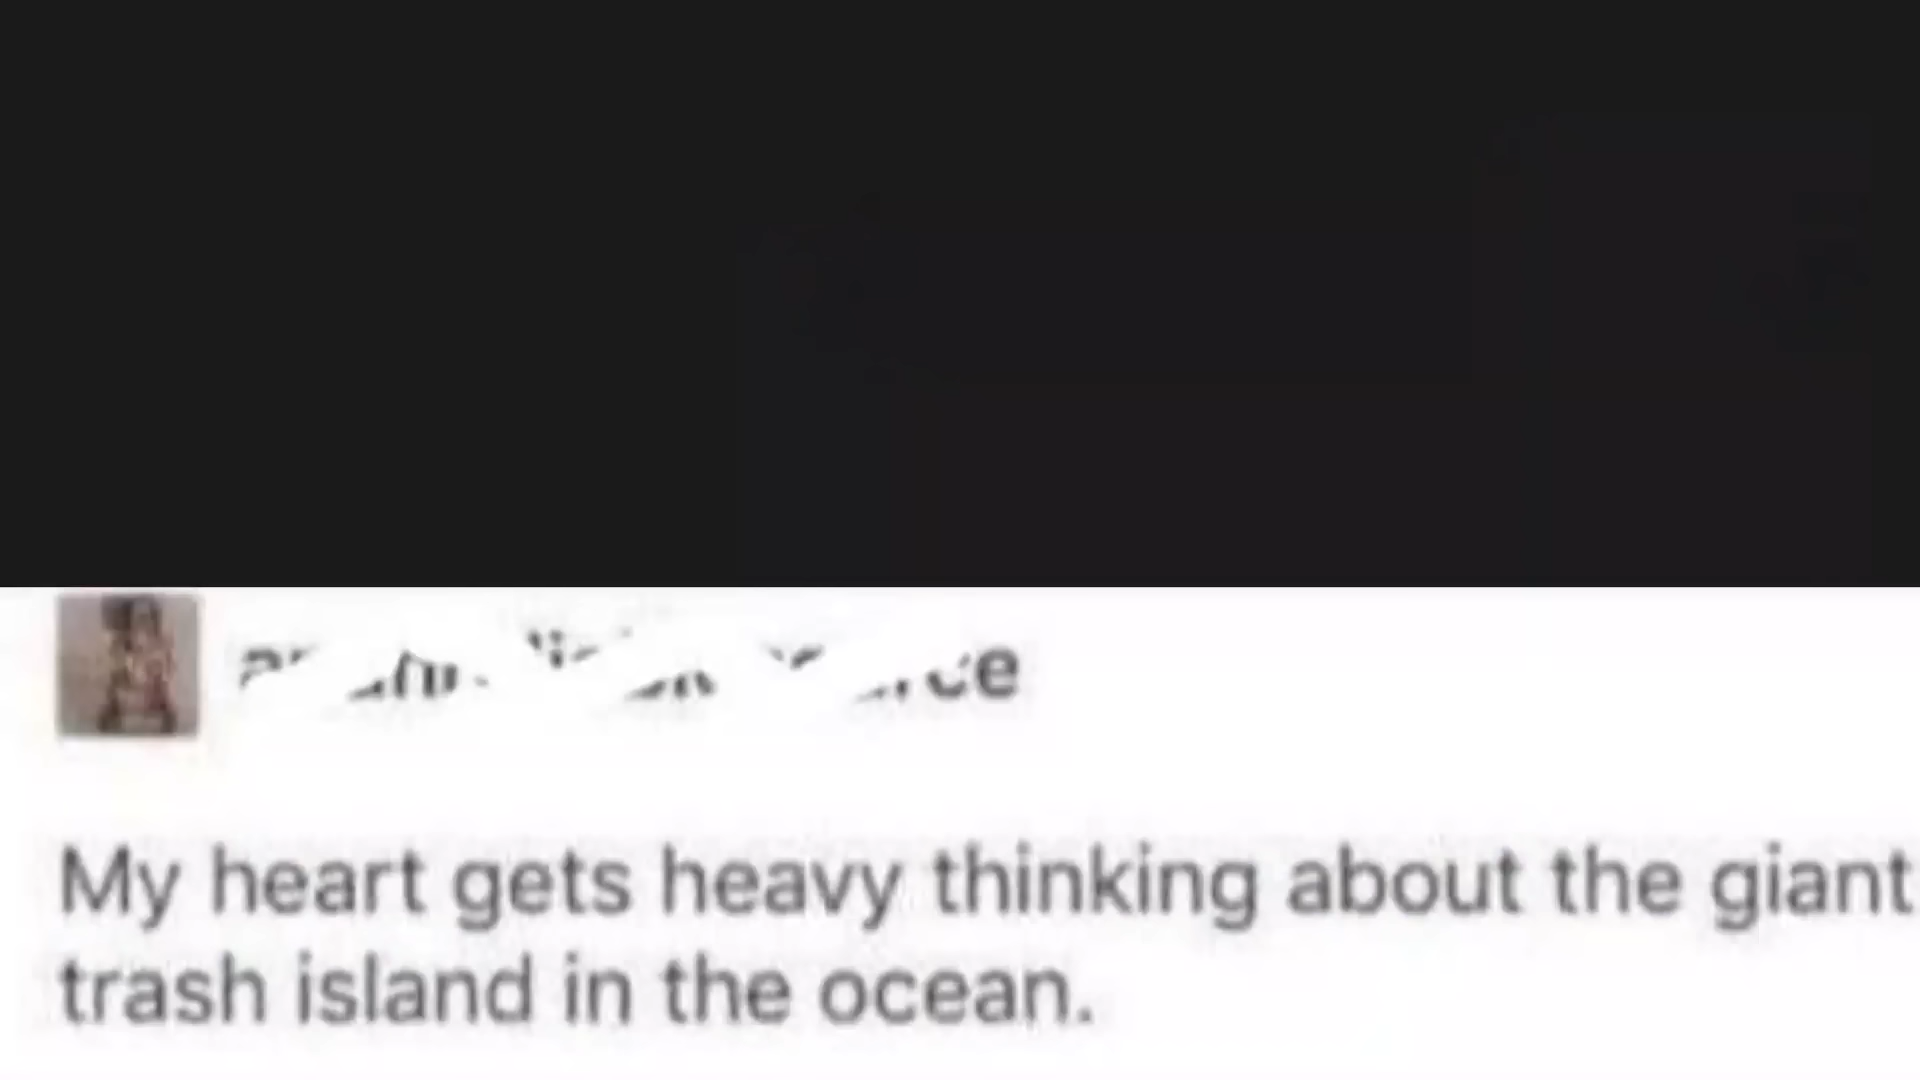 My heart gets heavy thinking about the giant
trash island in the ocean.